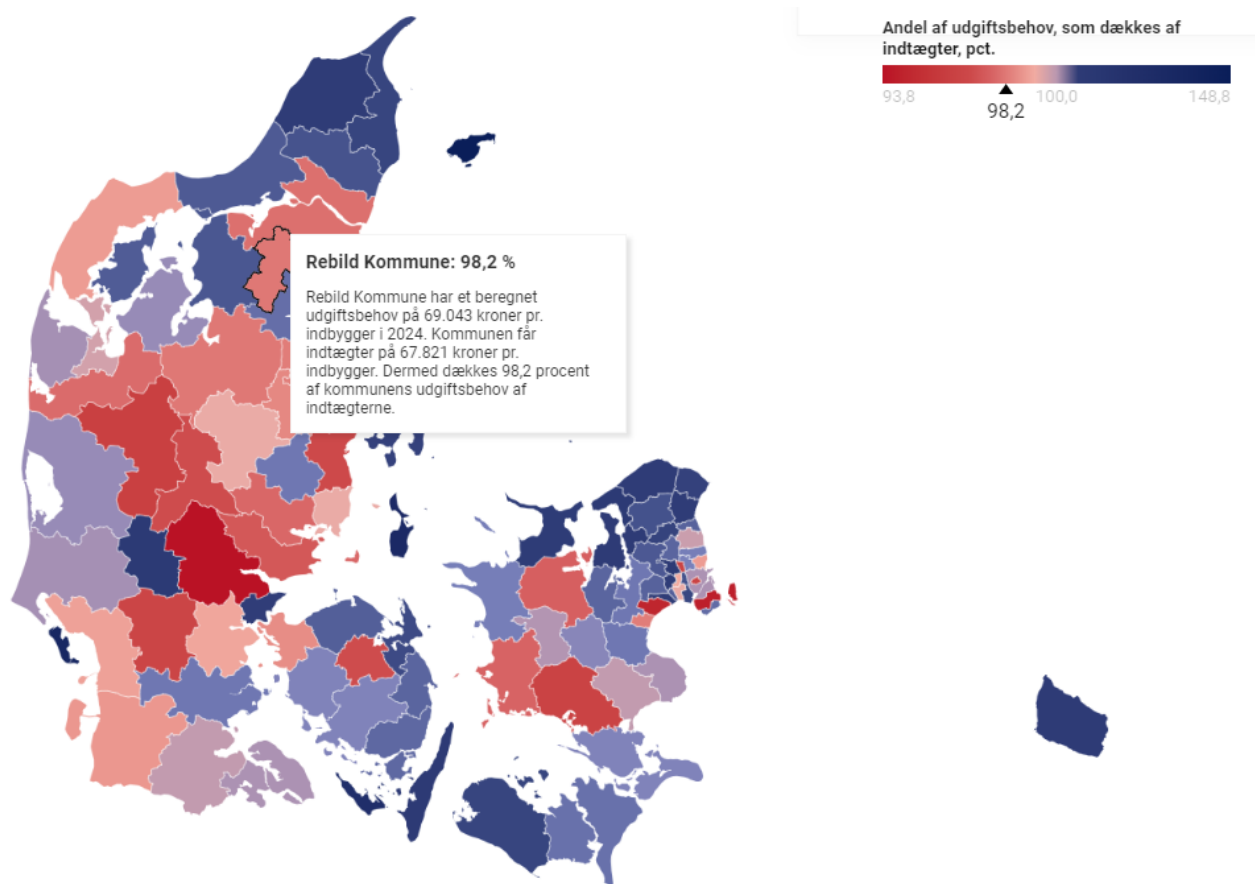 Andel af udgiftsbehov, som dækkes af
indtægter, pct.
93,8 100,0 148,8
98,2
Rebild Kommune: 98,2 %
Rebild Kommune har et beregnet
udgiftsbehov på 69.043 kroner pr.
indbygger i 2024. Kommunen får
indtægter på 67.821 kroner pr.
indbygger. Dermed dækkes 98,2 procent
af kommunens udgiftsbehov af
indtægterne.